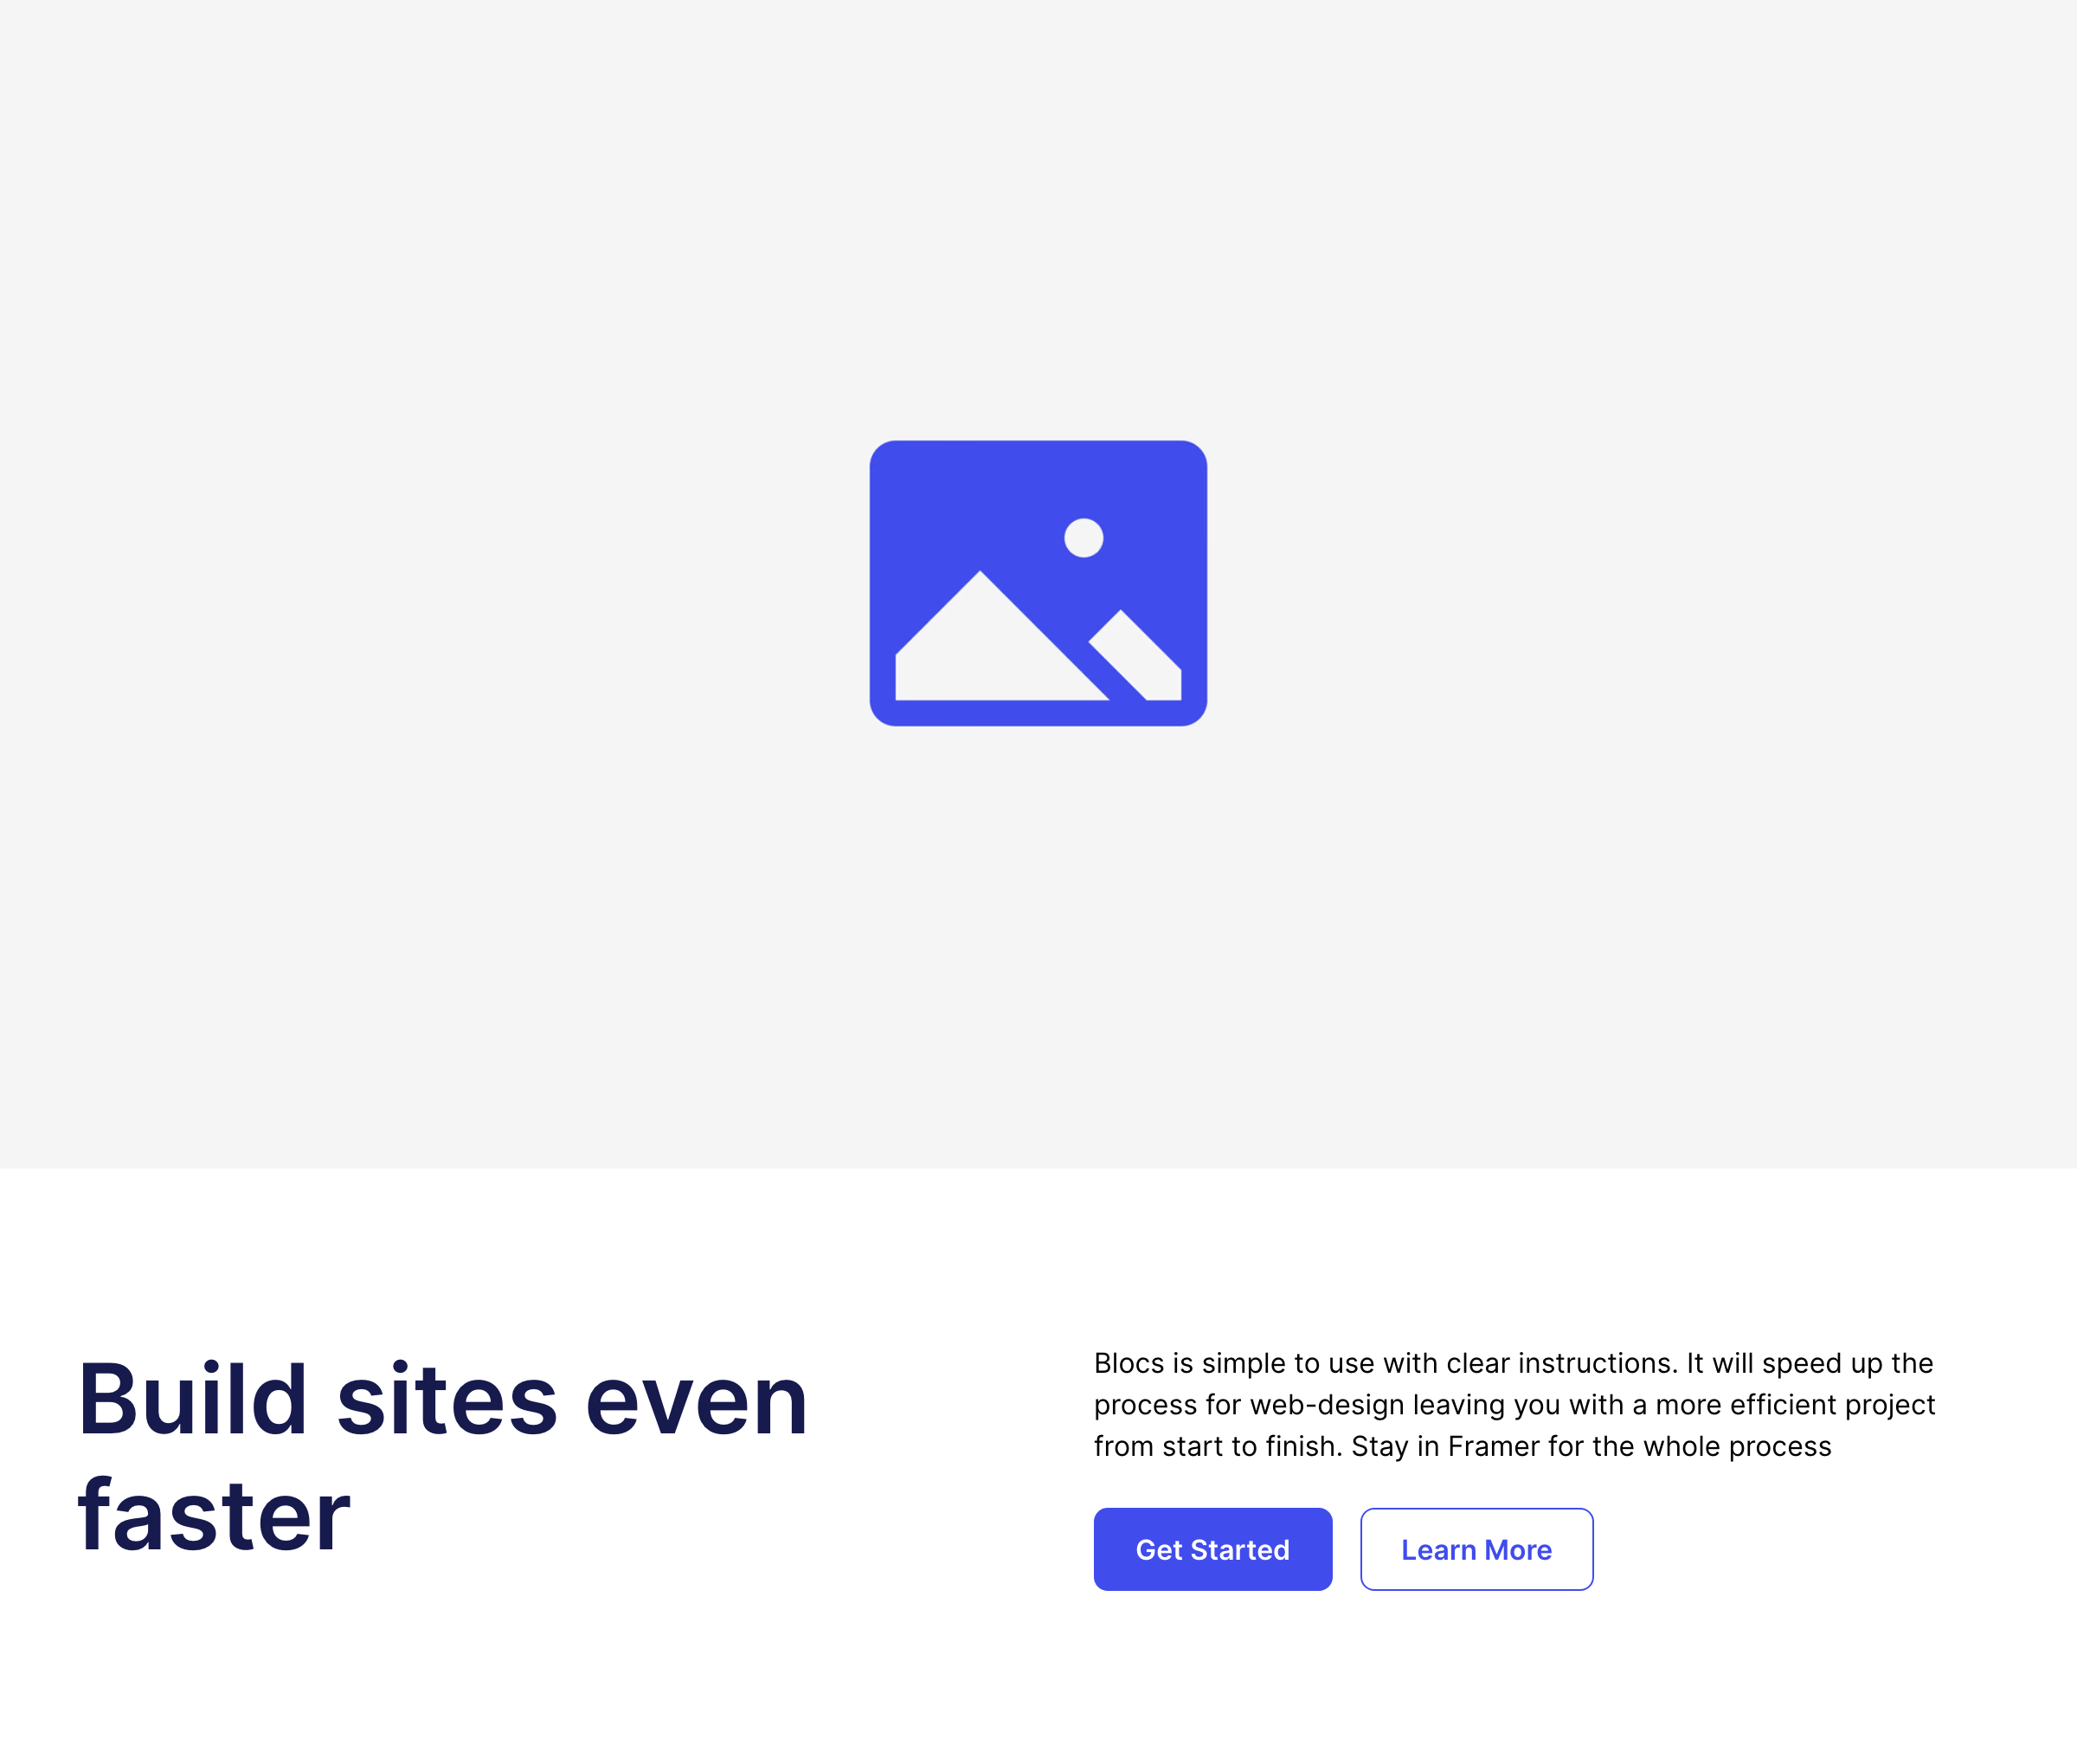 Build sites even
faster
Blocs is simple to use with clear instructions. It will speed up the
process for web-design leaving you with a more efficient project
from start to finish. Stay in Framer for the whole process
Get Started
Learn More